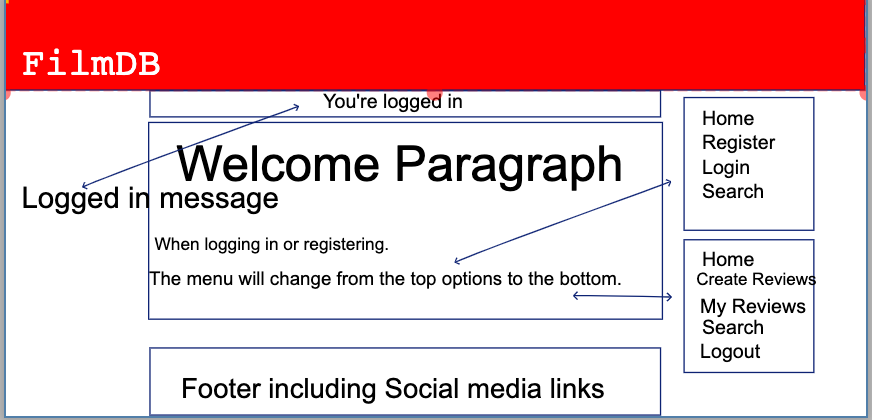 FilmDB
You're logged in
Welcome Paragraph
Logged in message
When logging in or registering.
The menu will change from the top options to the bottom.
Home
Register
Login
Search
Home
Create Reviews
My Reviews
Search
Logout
Footer including Social media links